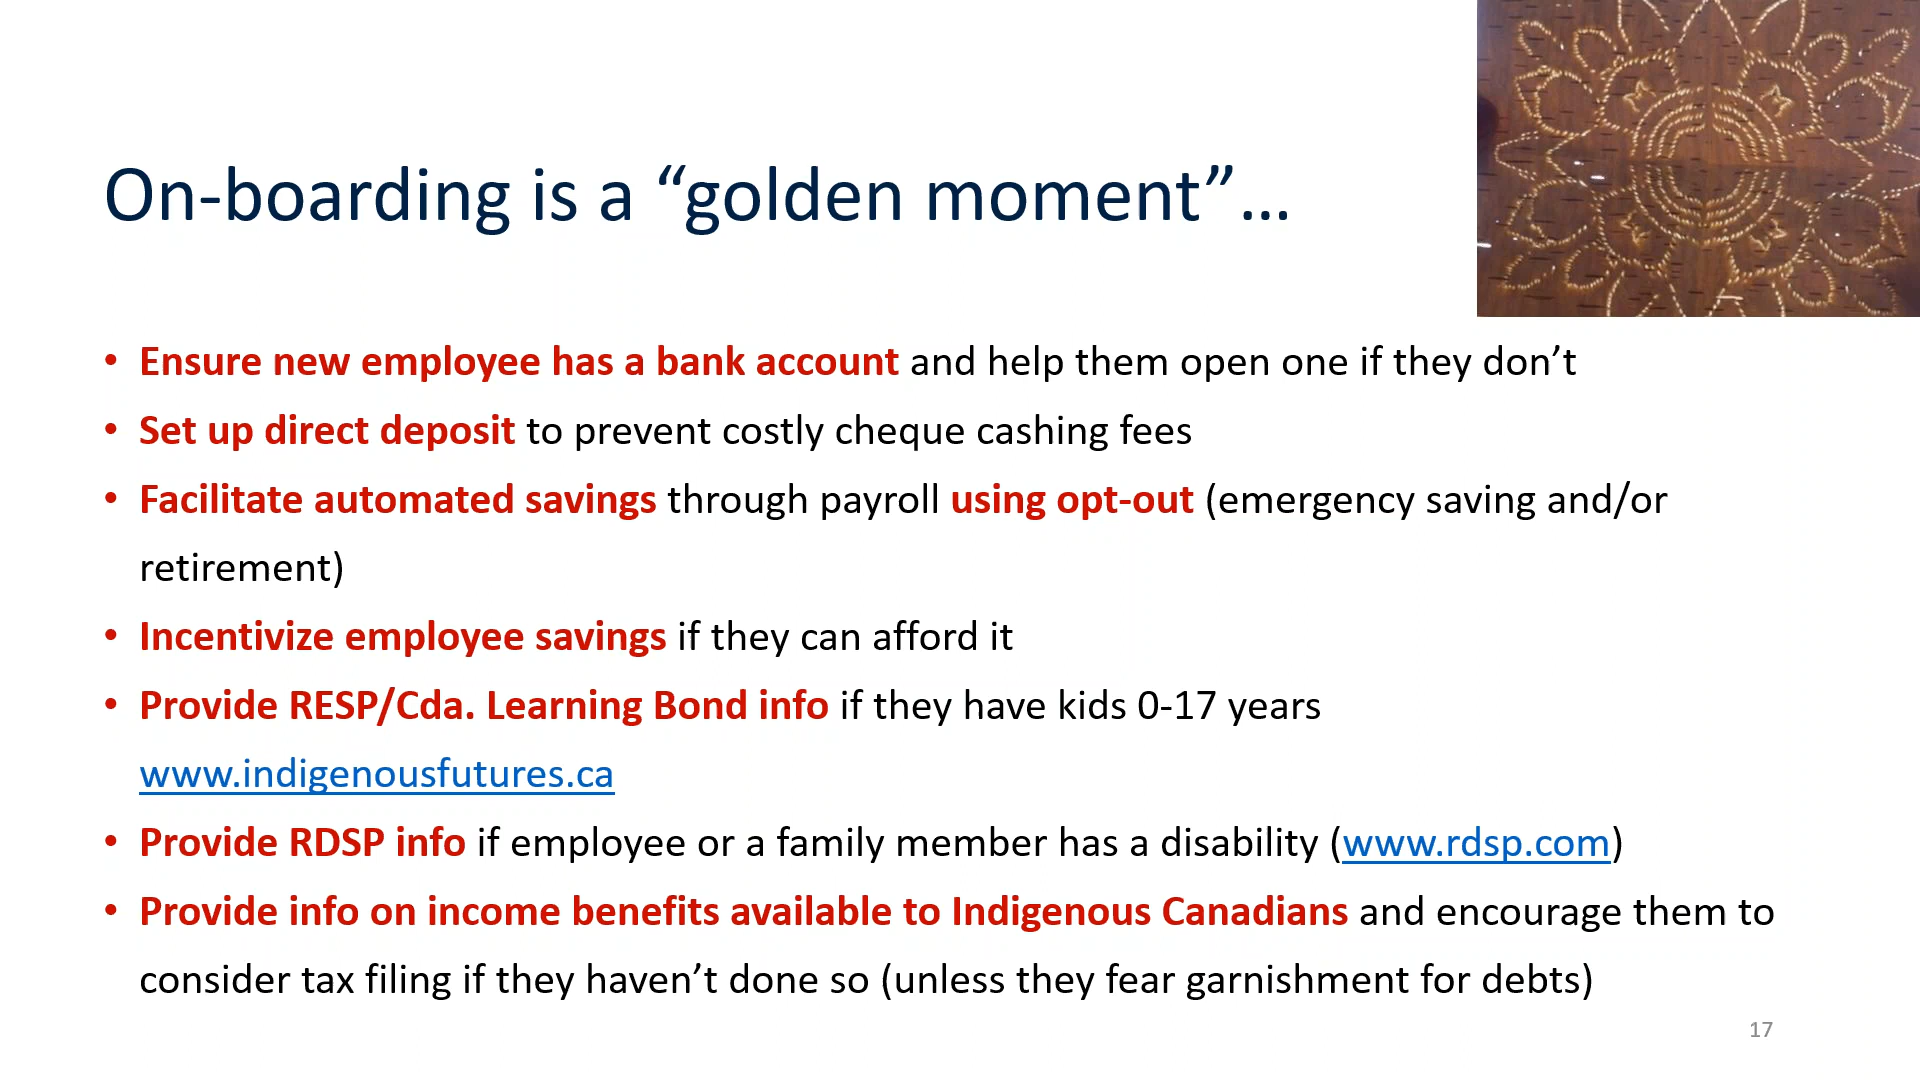 On-boarding is a “golden moment”...
• Ensure new employee has a bank account and help them open one if they don’t
• Set up direct deposit to prevent costly cheque cashing fees
• Facilitate automated savings through payroll using opt-out (emergency saving and/or
retirement)
• Incentivize employee savings if they can afford it
• Provide RESP/Cda. Learning Bond info if they have kids 0-17 years
www.indigenousfutures.ca
• Provide RDSP info if employee or a family member has a disability (www.rdsp.com)
• Provide info on income benefits available to Indigenous Canadians and encourage them to
consider tax filing if they haven’t done so (unless they fear garnishment for debts)
17